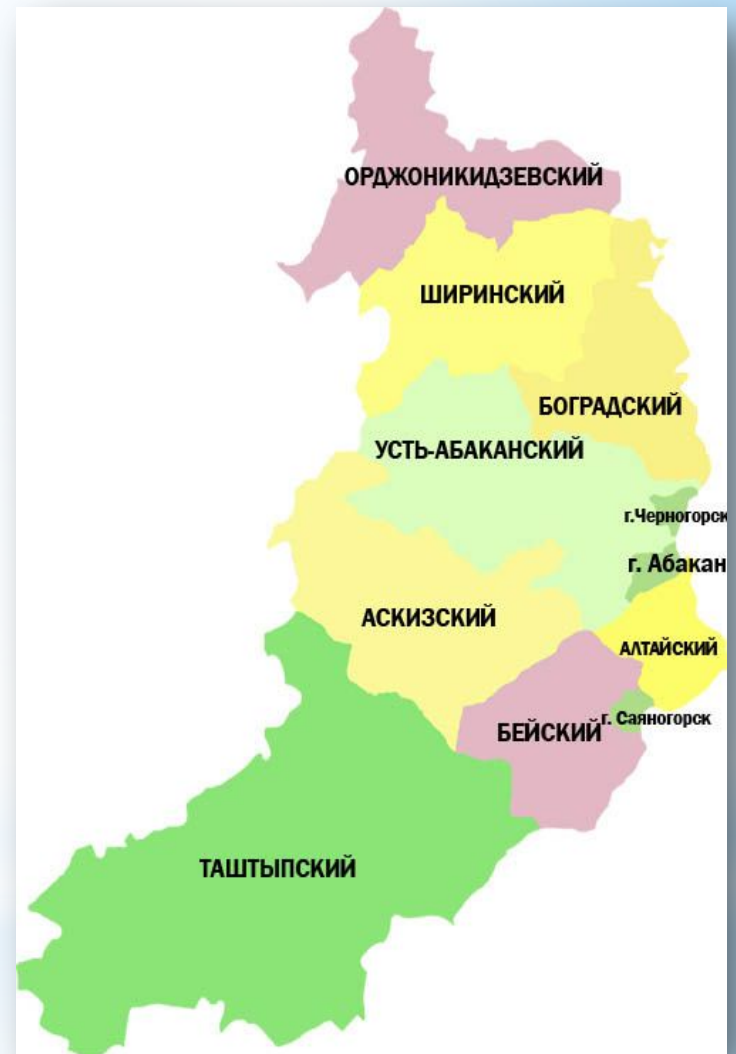 ОРДЖОНИКИДЗЕВСКИЙ
ШИРИНСКИЙ
БОГРАДСКИЙ
УСТЬ-АБАКАНСКИЙ
г.Черногорск
г. Абакан
АСКИЗСКИЙ
АЛТАЙСКИЙ
г. Саяногорск
БЕЙСКИЙ
ТАШТЫПСКИЙ